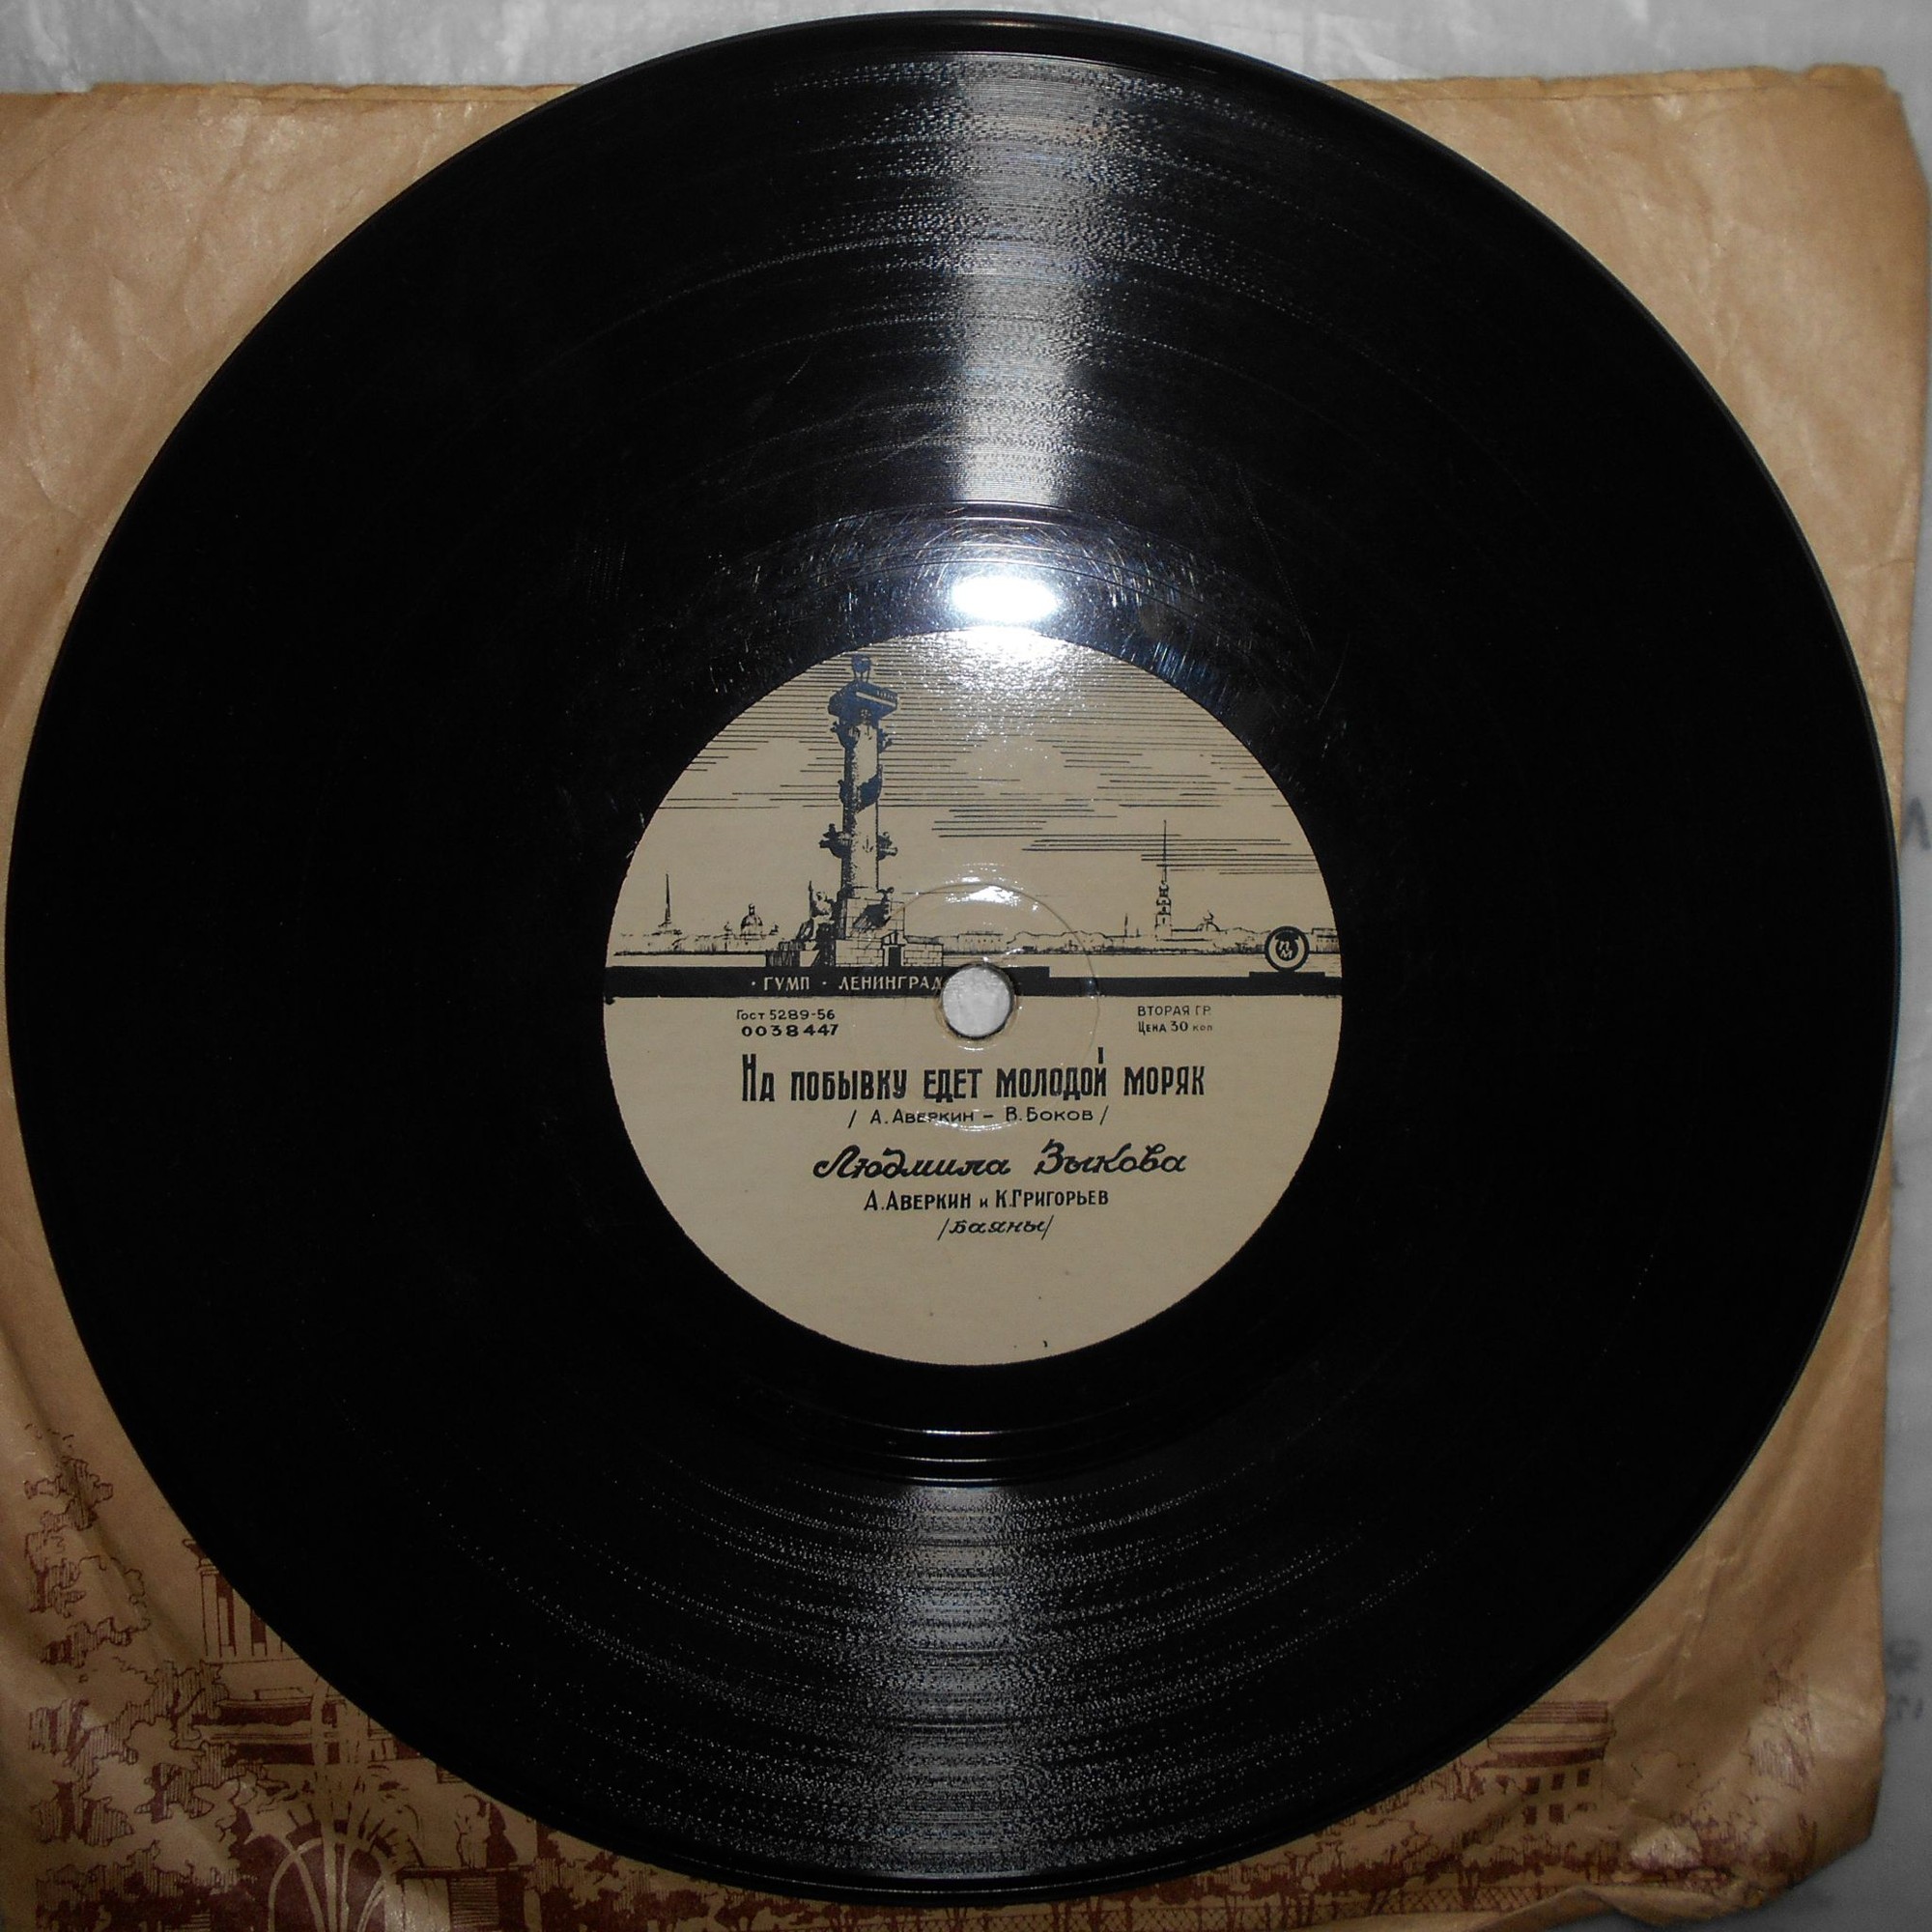 · ГУМП · ЛЕНИНГРАД
Гост 5289-56
0038447
ВТОРАЯ ГР.
Цена 30 коп
На побывку едет молодой моряк
/ А. Аверкин – В. Боков /
Людмила Зыкова
А. Аверкин и К. Григорьев
/баяны/